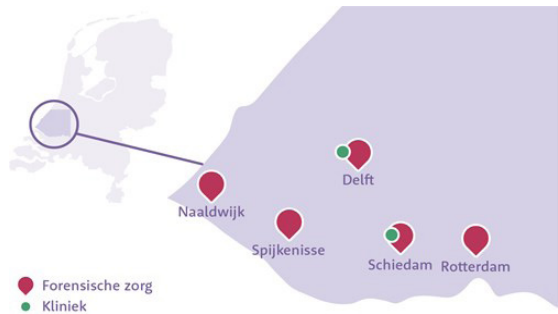 Delft
Naaldwijk
Spijkenisse
Schiedam
Rotterdam
Forensische zorg
Kliniek